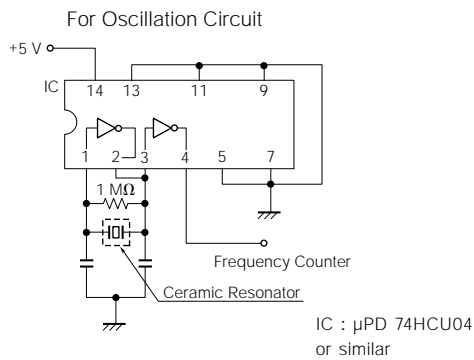 For Oscillation Circuit
+5 V
IC
14 13 11 9
1 2 3 4 5 7
1 MΩ
Frequency Counter
Ceramic Resonator
IC : µPD 74HCU04
or similar